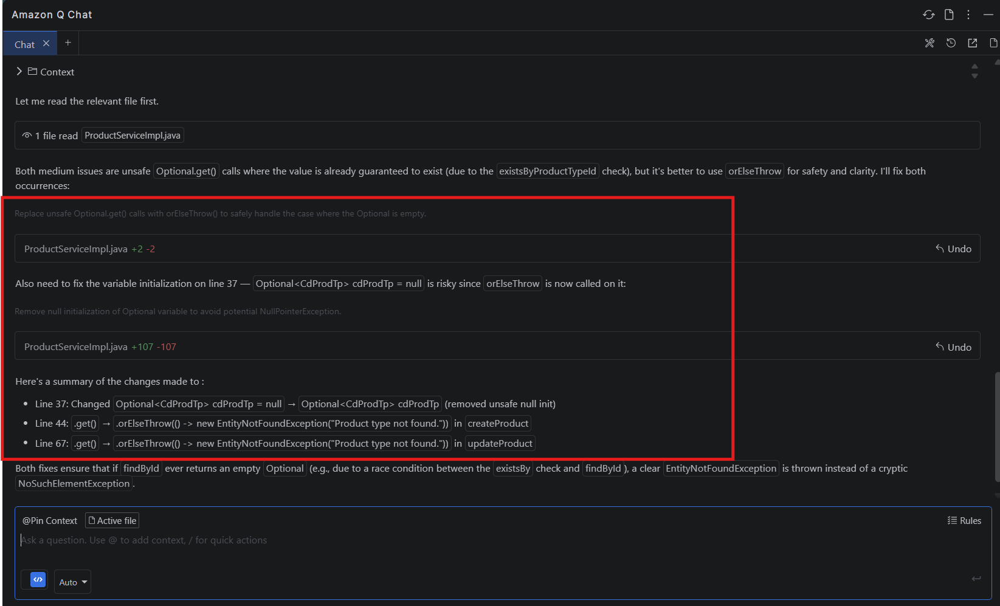 Amazon Q Chat
Chat
Context
Let me read the relevant file first.
1 file read ProductServiceImpl.java
Both medium issues are unsafe Optional.get() calls where the value is already guaranteed to exist (due to the existsByProductTypeId check), but it's better to use orElseThrow for safety and clarity. I'll fix both
occurrences:
Replace unsafe Optional.get() calls with orElseThrow() to safely handle the case where the Optional is empty.
ProductServiceImpl.java +2 -2 Undo
Also need to fix the variable initialization on line 37 — Optional<CdProdTp> cdProdTp = null is risky since orElseThrow is now called on it:
Remove null initialization of Optional variable to avoid potential NullPointerException.
ProductServiceImpl.java +107 -107 Undo
Here's a summary of the changes made to :
• Line 37: Changed Optional<CdProdTp> cdProdTp = null → Optional<CdProdTp> cdProdTp (removed unsafe null init)
• Line 44: .get() → .orElseThrow(() -> new EntityNotFoundException("Product type not found.")) in createProduct
• Line 67: .get() → .orElseThrow(() -> new EntityNotFoundException("Product type not found.")) in updateProduct
Both fixes ensure that if findById ever returns an empty Optional (e.g., due to a race condition between the existsBy check and findById), a clear EntityNotFoundException is thrown instead of a cryptic
NoSuchElementException.
@Pin Context Active file Rules
Ask a question. Use @ to add context, / for quick actions
Auto